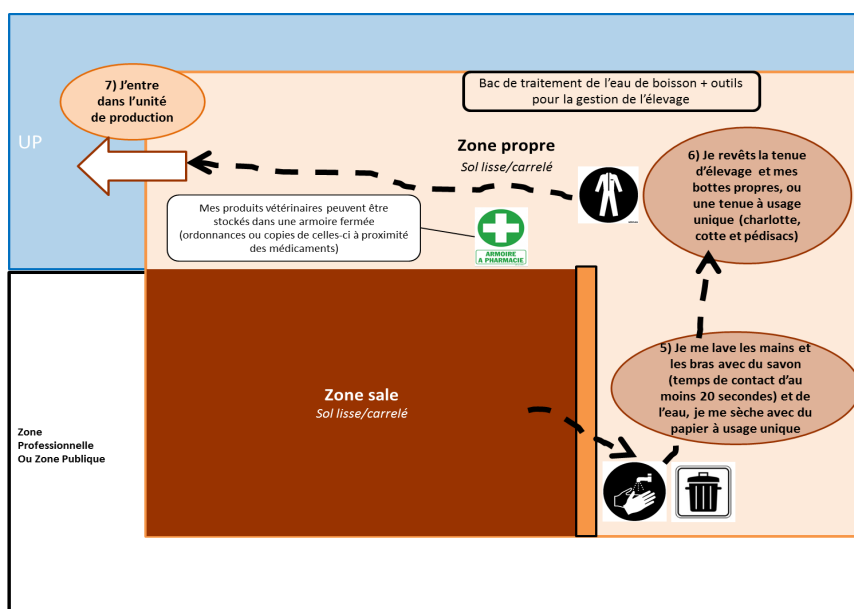 7) J'entre
dans l'unité
de production
UP
Bac de traitement de l'eau de boisson + outils
pour la gestion de l'élevage
Zone propre
Sol lisse/carrelé
6) Je revêts la tenue
d'élevage et mes
bottes propres, ou
une tenue à usage
unique (charlotte,
cotte et pédisacs)
Mes produits vétérinaires peuvent être
stockés dans une armoire fermée
(ordonnances ou copies de celles-ci à proximité
des médicaments)
ARMOIRE
A PHARMACIE
5) Je me lave les mains et
les bras avec du savon
(temps de contact d'au
moins 20 secondes) et de
l'eau, je me sèche avec du
papier à usage unique
Zone sale
Sol lisse/carrelé
Zone
Professionnelle
Ou Zone Publique